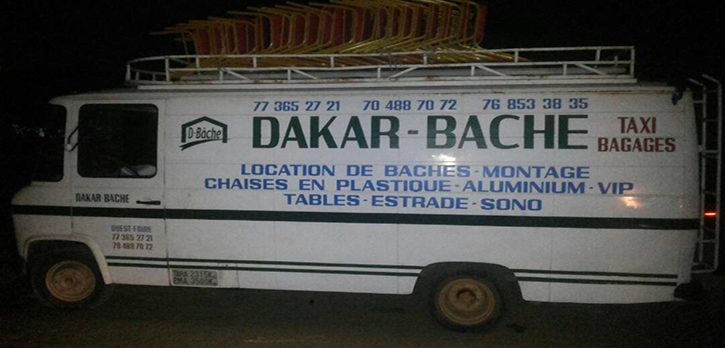 77 365 27 21 70 488 70 72 76 853 38 35
D-Bâche
DAKAR-BACHE
TAXI
BAGAGES
LOCATION DE BACHES-MONTAGE
CHAISES EN PLASTIQUE-ALUMINIUM-VIP
TABLES-ESTRADE-SONO
DAKAR-BACHE
OUEST FOIRE
77 365 27 21
70 488 70 72